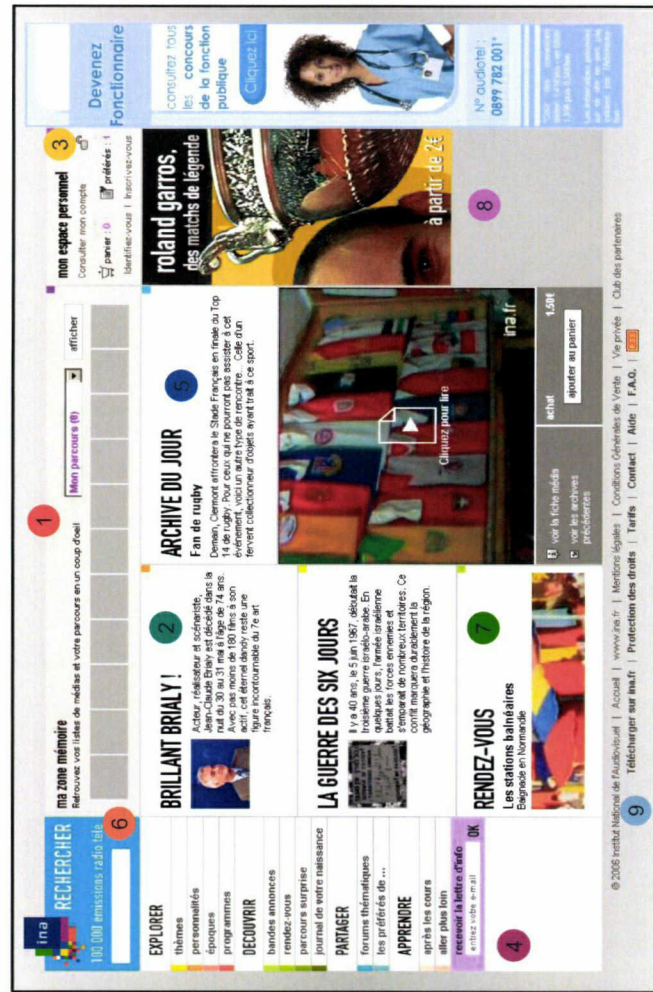 ina
RECHERCHER
100 000 émissions radio télé
6
ma zone mémoire
Retrouvez vos listes de médias et votre parcours en un coup d'oeil
1
Mon parcours (0)
afficher
mon espace personnel
3
Consulter mon compte
panier : 0
préférés : 1
Identifiez-vous | Inscrivez-vous
EXPLORER
thèmes
personnalités
époques
programmes
DECOUVRIR
bandes annonces
rendez-vous
parcours surprise
journal de votre naissance
PARTAGER
forums thématiques
les préférés de ...
APPRENDRE
après les cours
aller plus loin
recevoir la lettre d'info
entrez votre e-mail
OK
4
BRILLANT BRIALY !
2
Acteur, réalisateur et scénariste,
Jean-Claude Brialy est décédé dans la
nuit du 30 au 31 mai à l'âge de 74 ans.
Avec pas moins de 180 films à son
actif, cet éternel dandy reste une
figure incontournable du 7e art
français.
LA GUERRE DES SIX JOURS
Il y a 40 ans, le 5 juin 1967, débutait la
troisième guerre israélo-arabe. En
quelques jours, l'armée israélienne
battait les forces ennemies et
s'emparait de nombreux territoires. Ce
conflit marquera durablement la
géographie et l'histoire de la région.
RENDEZ-VOUS
7
Les stations balnéaires
Baignade en Normandie
ARCHIVE DU JOUR
5
Fan de rugby
Demain, Clermont affrontera le Stade Français en finale du Top
14 de rugby. Pour ceux qui ne pourront pas assister à cet
événement, voici un autre type de rencontre... Celle d'un
fervent collectionneur d'objets ayant trait à ce sport.
Cliquez pour lire
ina.fr
voir la fiche média
voir les archives
précédentes
achat
1.50€
ajouter au panier
roland garros,
des matchs de légende
à partir de 2€
8
Devenez
Fonctionnaire
consultez tous
les concours
de la fonction
publique
Cliquez ici
N° audiotel :
0899 782 001*
9
© 2006 Institut National de l'Audiovisuel | Accueil | www.ina.fr | Mentions légales | Conditions Générales de Vente | Vie privée | Club des partenaires
Télécharger sur ina.fr | Protection des droits | Tarifs | Contact | Aide | F.A.Q. | RSS